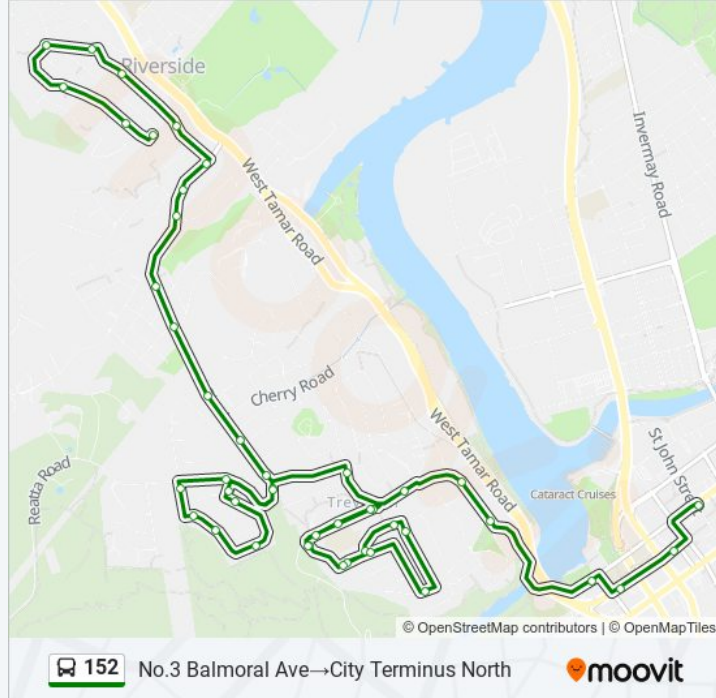 Riverside
West Tamar Road
Invermay Road
Cherry Road
West Tamar Road
St John Street
Reatta Road
Cataract Cruises
© OpenStreetMap contributors | © OpenMapTiles
152 No.3 Balmoral Ave→City Terminus North
moovit